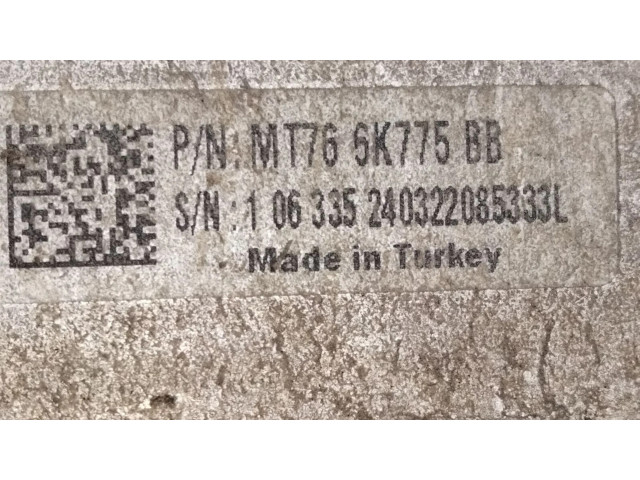 P/N: MT76 6K775 BB
S/N: 1 06 335 240322085333L
Made in Turkey